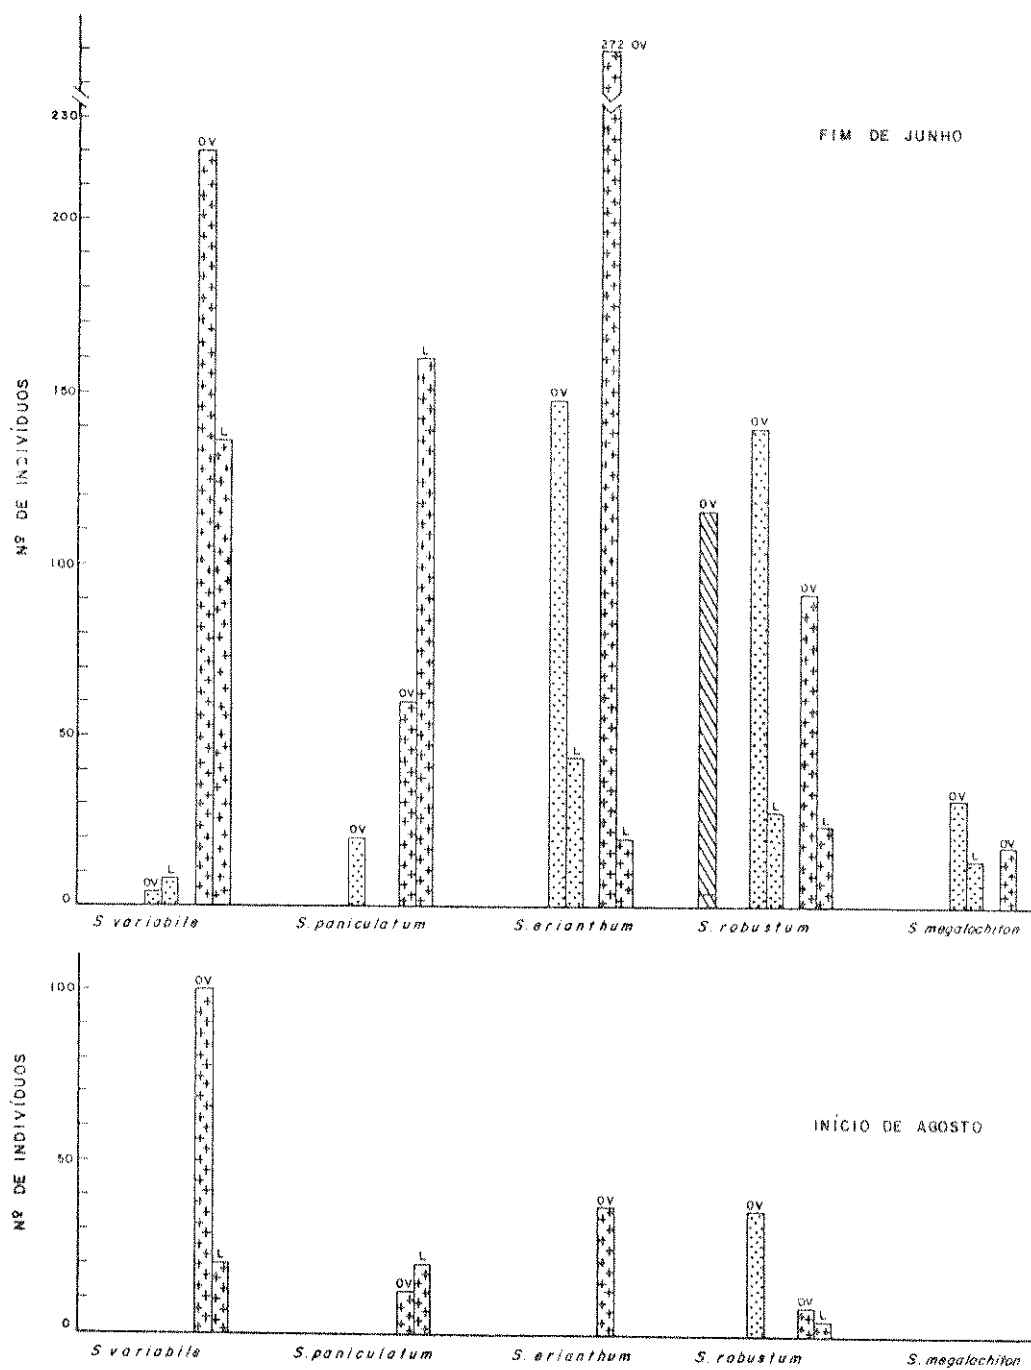 272 OV
230
FIM DE JUNHO
OV
200
L
150
OV
OV
L
OV
100
OV
OV
50
L
OV
L
OV
L
OV
L
L
OV
OV L
0
Nº DE INDIVÍDUOS
S variabile S. paniculatum S. erianthum S. robustum S. megalochiton
100
OV
INÍCIO DE AGOSTO
50
OV
OV
L
L
OV
OV
L
0
Nº DE INDIVÍDUOS
S variabile S. paniculatum S. erianthum S. robustum S. megalochiton